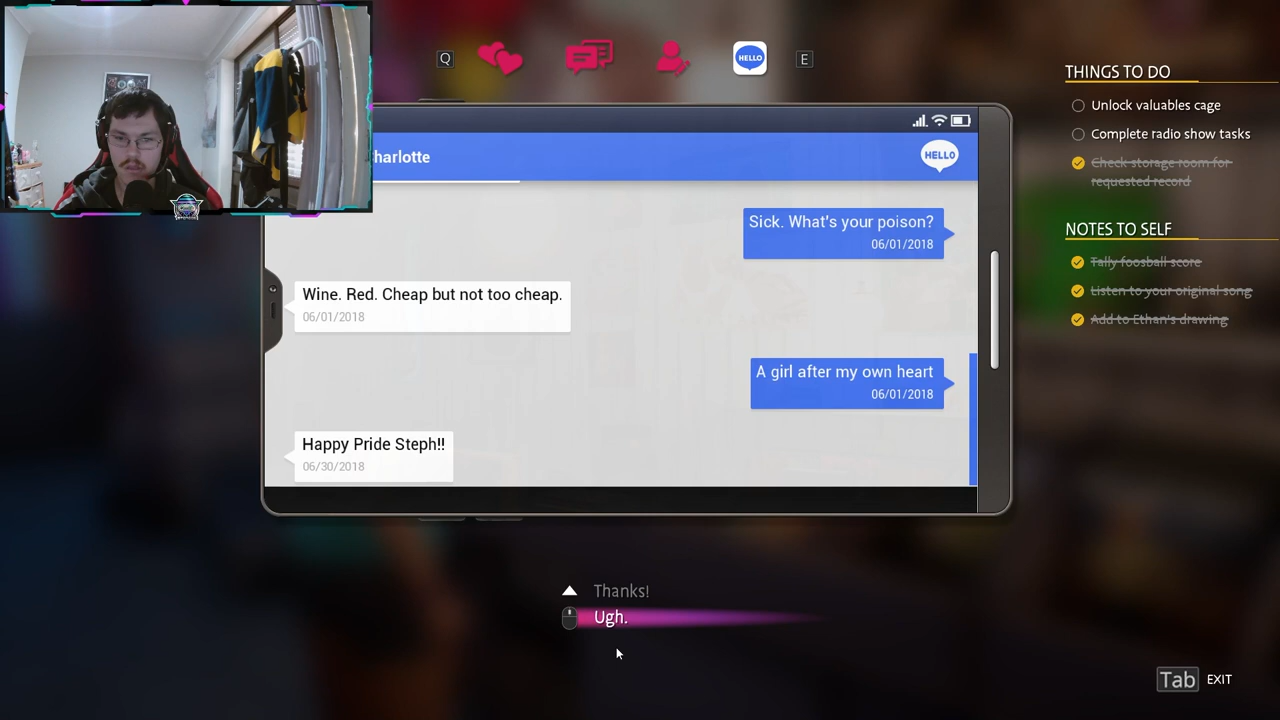 Q
HELLO
E
harlotte
HELLO
Sick. What's your poison?
06/01/2018
Wine. Red. Cheap but not too cheap.
06/01/2018
A girl after my own heart
06/01/2018
Happy Pride Steph!!
06/30/2018
Thanks!
Ugh.
THINGS TO DO
Unlock valuables cage
Complete radio show tasks
Check storage room for
requested record
NOTES TO SELF
Tally foosball score
Listen to your original song
Add to Ethan's drawing
Tab EXIT